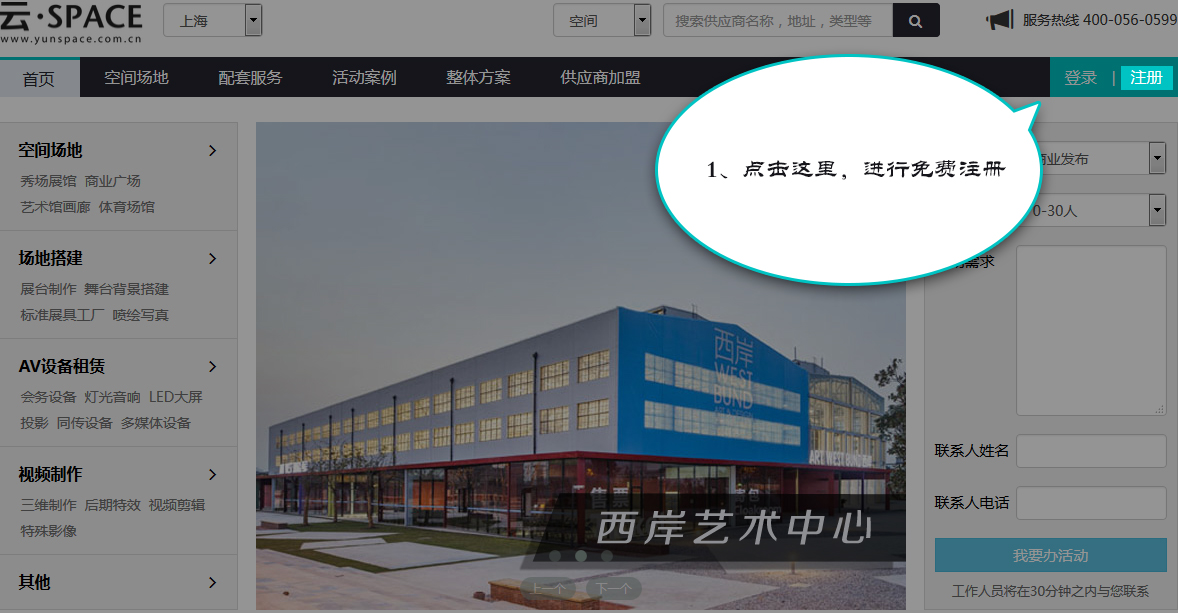 云·SPACE
www.yunspace.com.cn
上海
空间
搜索供应商名称，地址，类型等
服务热线 400-056-0599
首页 空间场地 配套服务 活动案例 整体方案 供应商加盟
登录 | 注册
1、点击这里，进行免费注册
空间场地
秀场展馆 商业广场
艺术馆画廊 体育场馆
场地搭建
展台制作 舞台背景搭建
标准展具工厂 喷绘写真
AV设备租赁
会务设备 灯光音响 LED大屏
投影 同传设备 多媒体设备
视频制作
三维制作 后期特效 视频剪辑
特殊影像
其他
西岸
WEST
BUND
售票
西岸艺术中心
上一个 下一个
商业发布
0-30人
需求
联系人姓名
联系人电话
我要办活动
工作人员将在30分钟之内与您联系